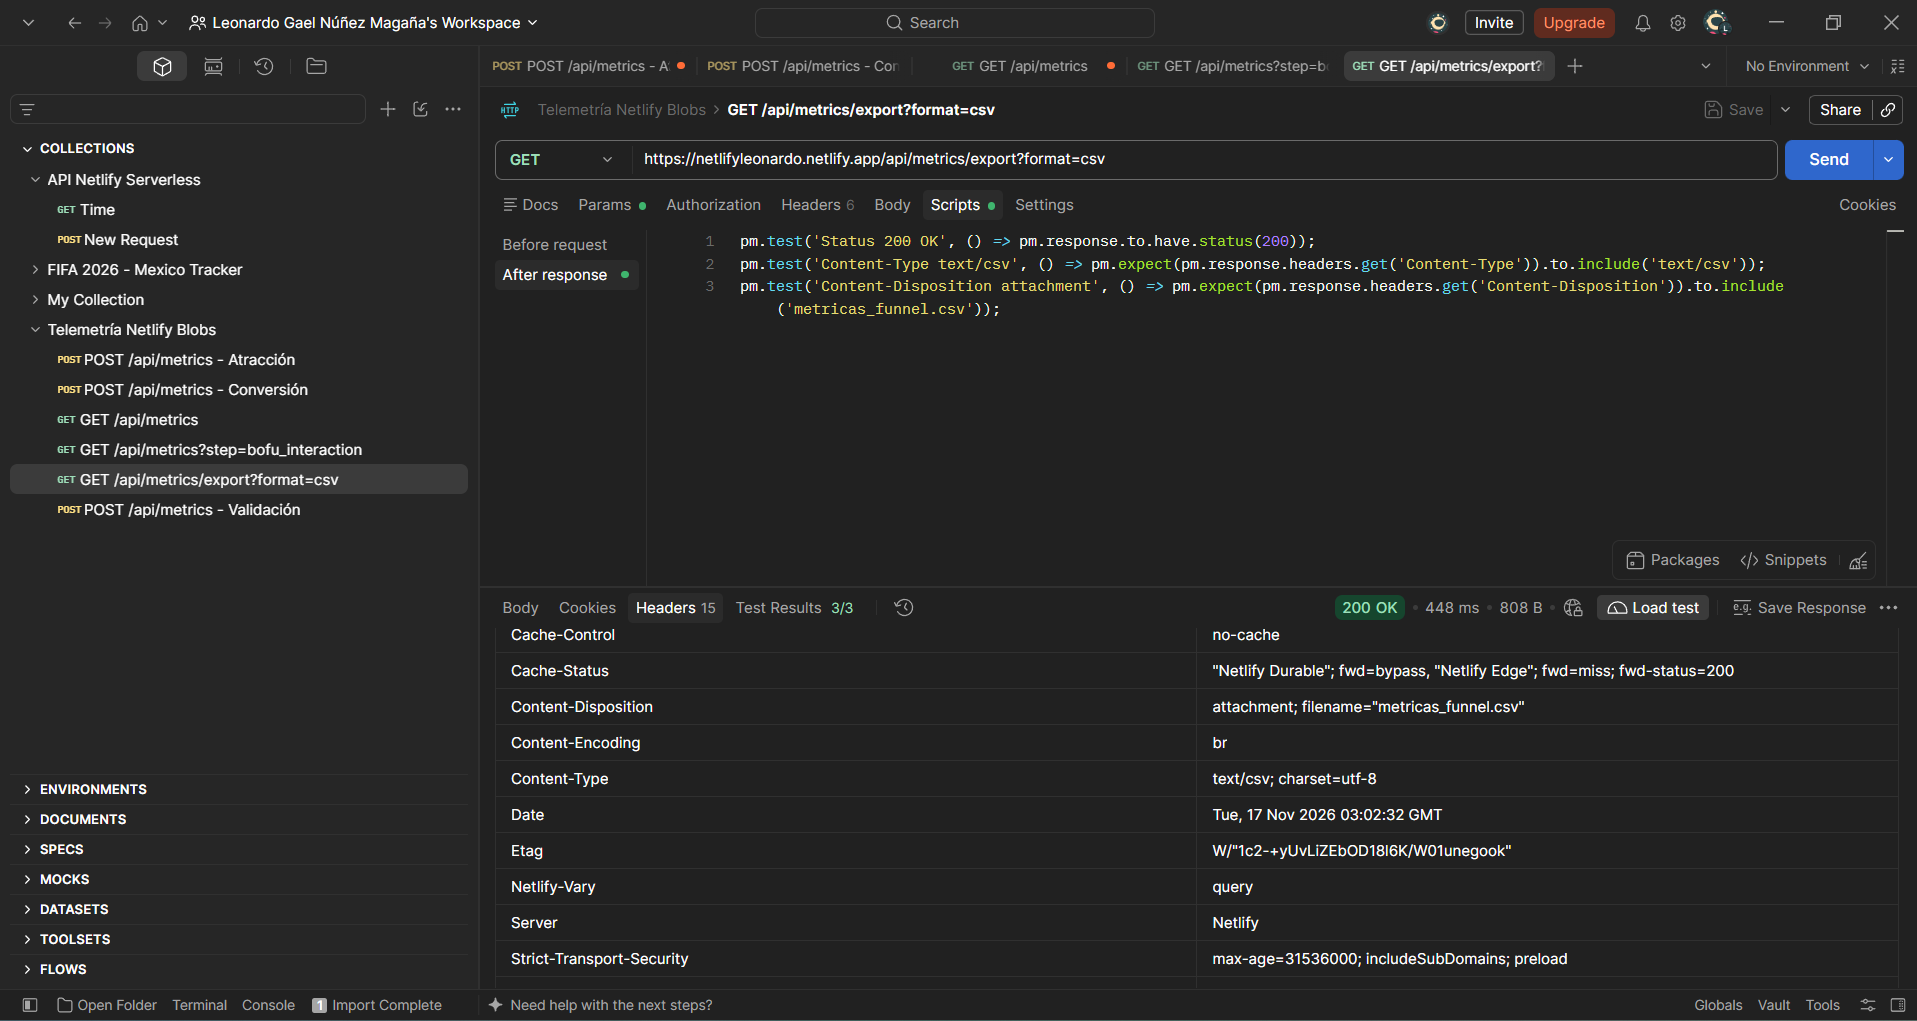 Leonardo Gael Núñez Magaña's Workspace
Search
Invite
Upgrade
POST POST /api/metrics - A
POST POST /api/metrics - Con
GET GET /api/metrics
GET GET /api/metrics?step=b
GET GET /api/metrics/export?
No Environment
Telemetría Netlify Blobs > GET /api/metrics/export?format=csv
Save
Share
COLLECTIONS
API Netlify Serverless
GET Time
POST New Request
FIFA 2026 - Mexico Tracker
My Collection
Telemetría Netlify Blobs
POST POST /api/metrics - Atracción
POST POST /api/metrics - Conversión
GET GET /api/metrics
GET GET /api/metrics?step=bofu_interaction
GET GET /api/metrics/export?format=csv
POST POST /api/metrics - Validación
ENVIRONMENTS
DOCUMENTS
SPECS
MOCKS
DATASETS
TOOLSETS
FLOWS
HTTP
GET
https://netlifyleonardo.netlify.app/api/metrics/export?format=csv
Send
Docs
Params
Authorization
Headers 6
Body
Scripts
Settings
Cookies
Before request
After response
1 pm.test('Status 200 OK', () => pm.response.to.have.status(200));
2 pm.test('Content-Type text/csv', () => pm.expect(pm.response.headers.get('Content-Type')).to.include('text/csv'));
3 pm.test('Content-Disposition attachment', () => pm.expect(pm.response.headers.get('Content-Disposition')).to.include
('metricas_funnel.csv'));
Packages
Snippets
Body
Cookies
Headers 15
Test Results 3/3
200 OK
448 ms
808 B
Load test
e.g. Save Response
Cache-Control no-cache
Cache-Status "Netlify Durable"; fwd=bypass, "Netlify Edge"; fwd=miss; fwd-status=200
Content-Disposition attachment; filename="metricas_funnel.csv"
Content-Encoding br
Content-Type text/csv; charset=utf-8
Date Tue, 17 Nov 2026 03:02:32 GMT
Etag W/"1c2-+yUvLiZEbOD18I6K/W01unegook"
Netlify-Vary query
Server Netlify
Strict-Transport-Security max-age=31536000; includeSubDomains; preload
Open Folder
Terminal
Console
1 Import Complete
Need help with the next steps?
Globals
Vault
Tools